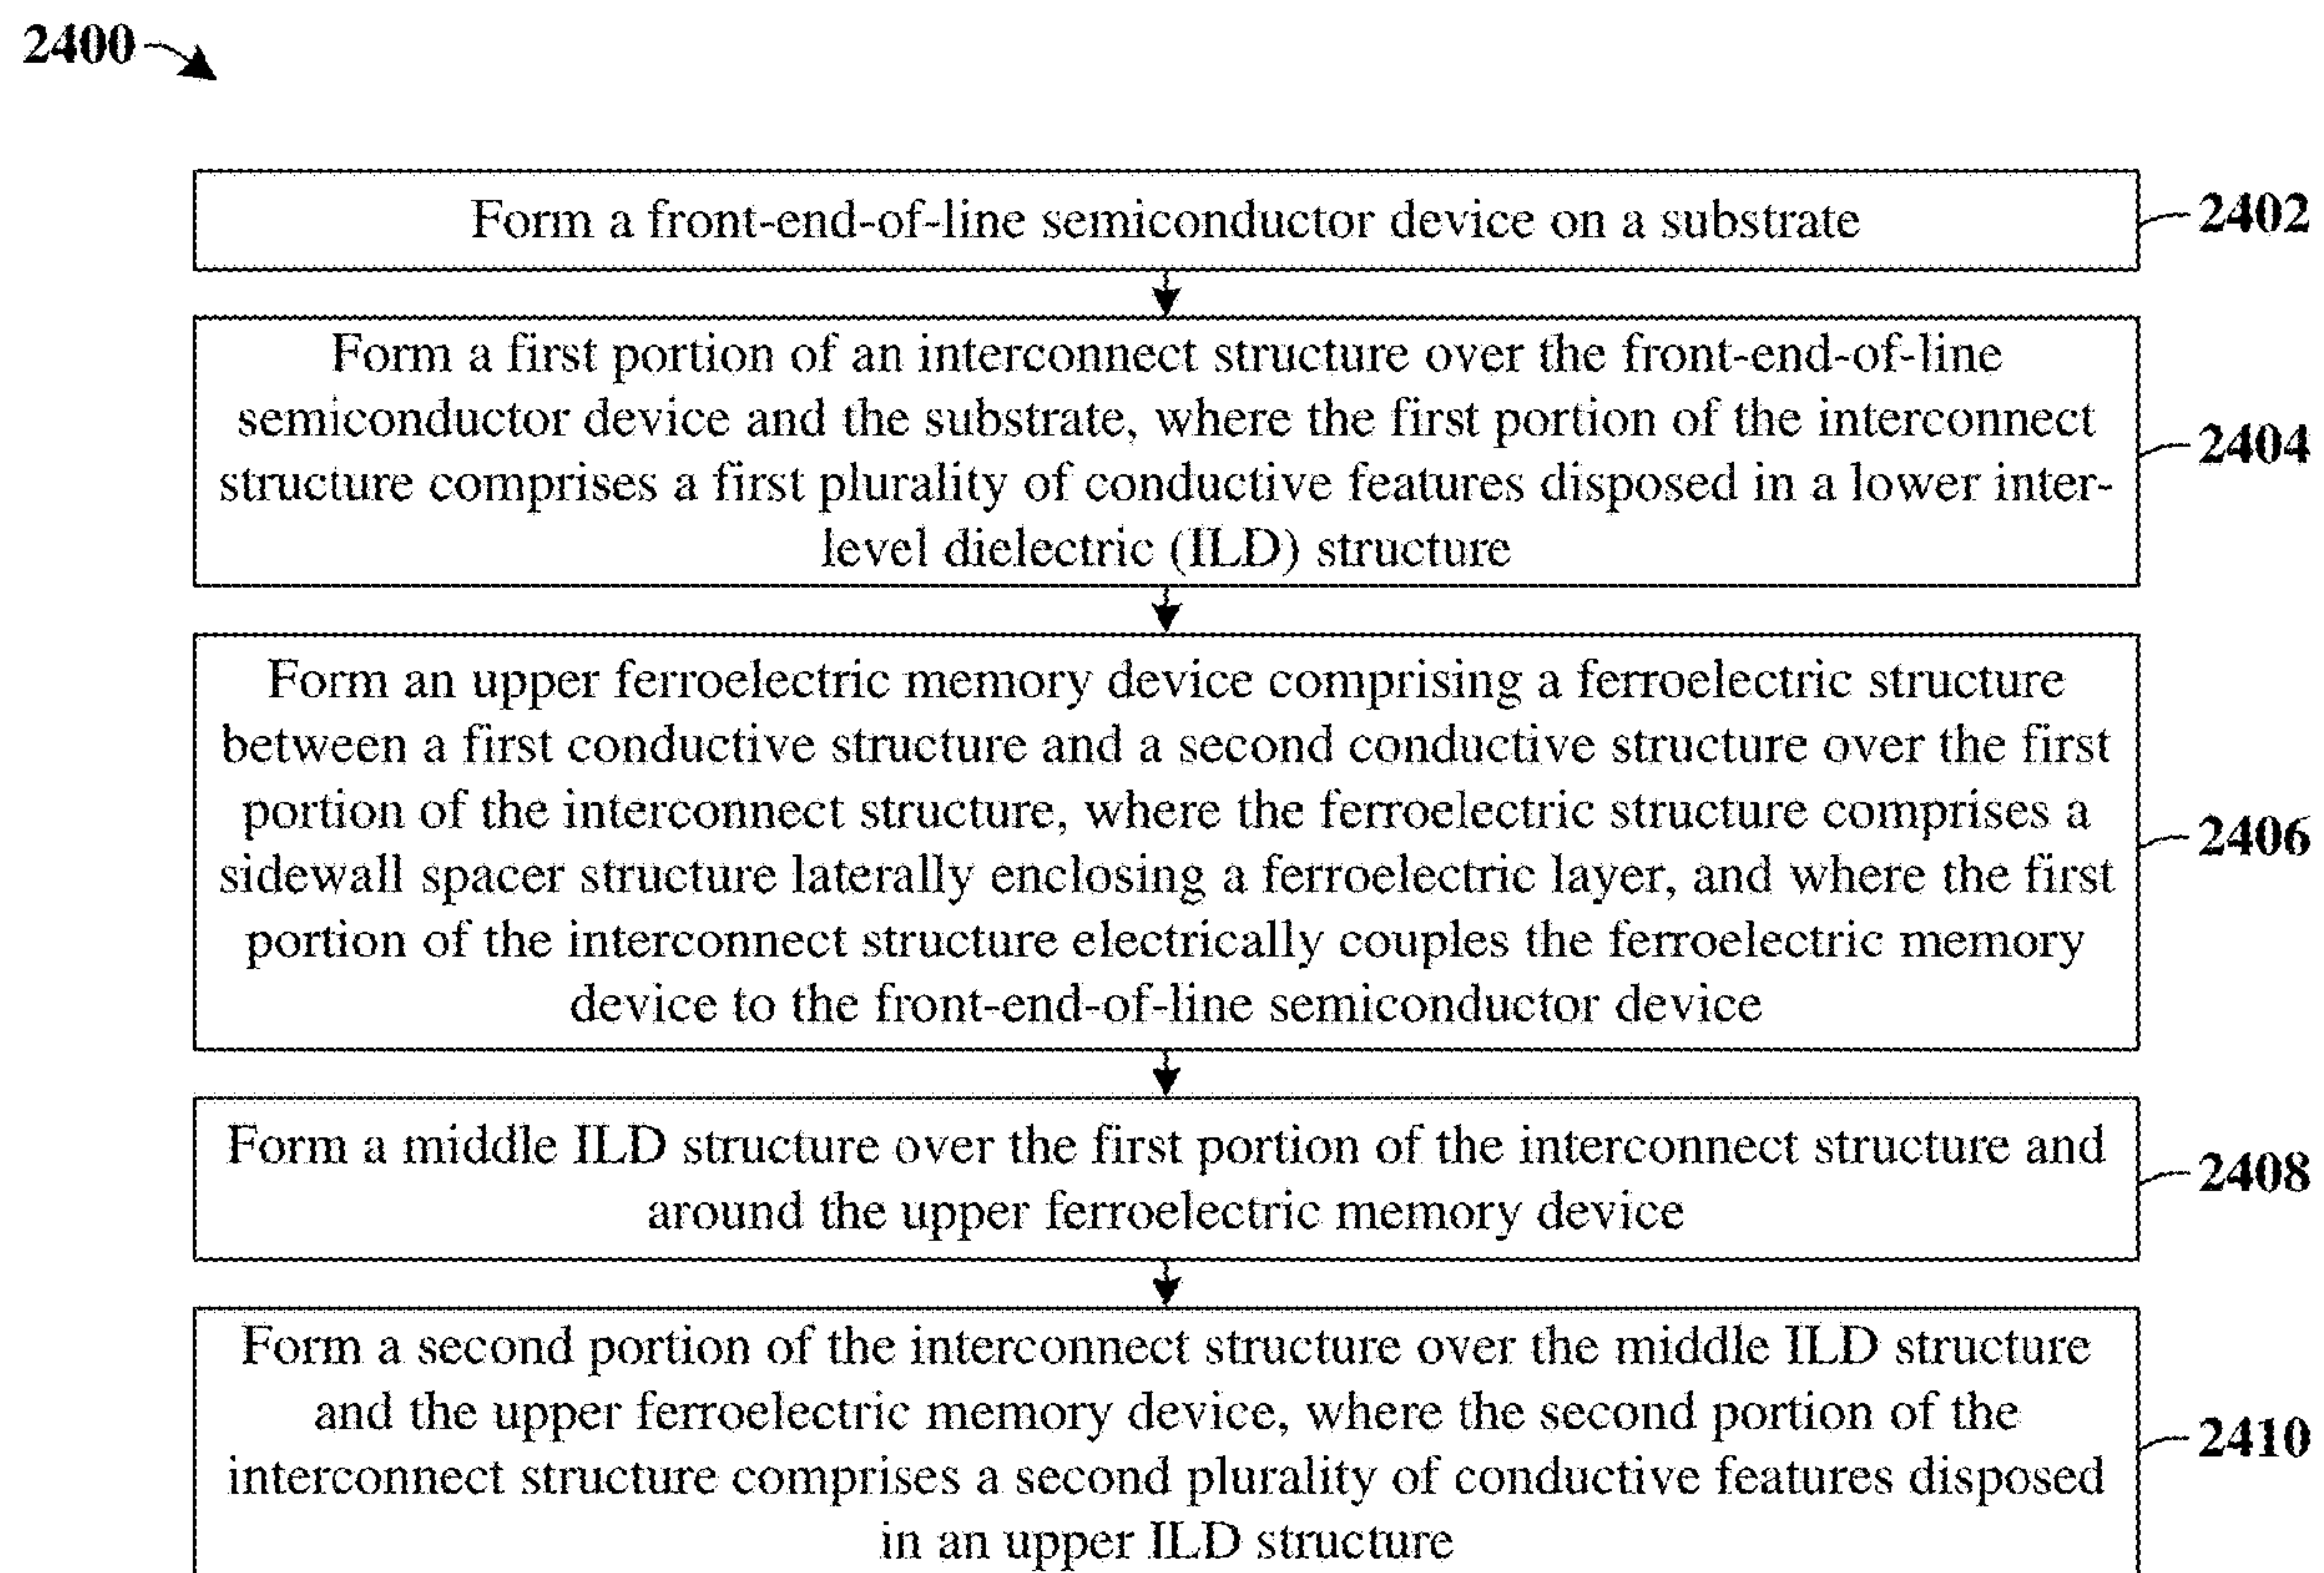 2400
Form a front-end-of-line semiconductor device on a substrate
2402
Form a first portion of an interconnect structure over the front-end-of-line
semiconductor device and the substrate, where the first portion of the interconnect
structure comprises a first plurality of conductive features disposed in a lower inter-
level dielectric (ILD) structure
2404
Form an upper ferroelectric memory device comprising a ferroelectric structure
between a first conductive structure and a second conductive structure over the first
portion of the interconnect structure, where the ferroelectric structure comprises a
sidewall spacer structure laterally enclosing a ferroelectric layer, and where the first
portion of the interconnect structure electrically couples the ferroelectric memory
device to the front-end-of-line semiconductor device
2406
Form a middle ILD structure over the first portion of the interconnect structure and
around the upper ferroelectric memory device
2408
Form a second portion of the interconnect structure over the middle ILD structure
and the upper ferroelectric memory device, where the second portion of the
interconnect structure comprises a second plurality of conductive features disposed
in an upper ILD structure
2410